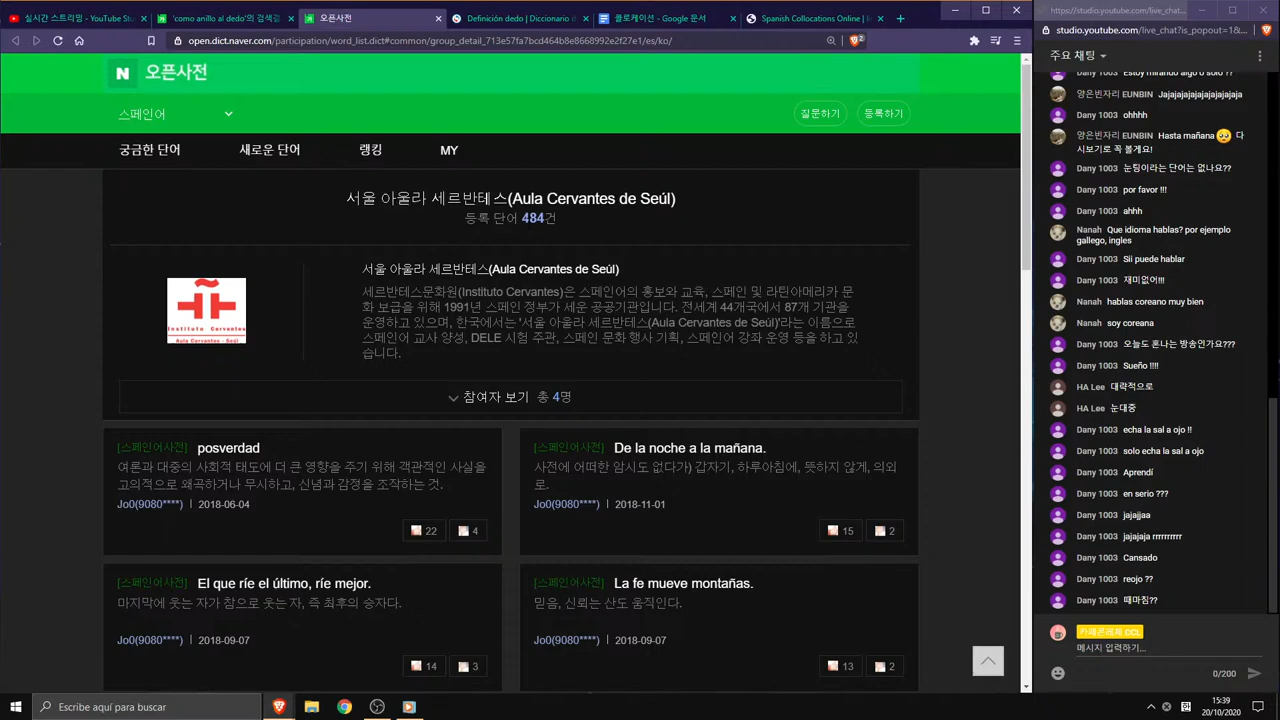 실시간 스트리밍 - YouTube Stu
'como anillo al dedo'의 검색결
오픈사전
Definición dedo | Diccionario d
콜로케이션 - Google 문서
Spanish Collocations Online | k
https://studio.youtube.com/live_chat?is_popout=1&
open.dict.naver.com/participation/word_list.dict#common/group_detail_713e57fa7bcd464b8e8668992e2f27e1/es/ko/
2
studio.youtube.com/live_chat?is_popout=1&l...
N 오픈사전
스페인어
질문하기
등록하기
궁금한 단어
새로운 단어
랭킹
MY
서울 아울라 세르반테스(Aula Cervantes de Seúl)
등록 단어 484건
서울 아울라 세르반테스(Aula Cervantes de Seúl)
세르반테스문화원(Instituto Cervantes)은 스페인어의 홍보와 교육, 스페인 및 라틴아메리카 문
화 보급을 위해 1991년 스페인 정부가 세운 공공기관입니다. 전세계 44개국에서 87개 기관을
운영하고 있으며, 한국에서는 '서울 아울라 세르반테스(Aula Cervantes de Seúl)'라는 이름으로
스페인어 교사 양성, DELE 시험 주관, 스페인 문화 행사 기획, 스페인어 강좌 운영 등을 하고 있
습니다.
Instituto Cervantes
Aula Cervantes - Seúl
참여자 보기 총 4명
[스페인어사전] posverdad
여론과 대중의 사회적 태도에 더 큰 영향을 주기 위해 객관적인 사실을
고의적으로 왜곡하거나 무시하고, 신념과 감정을 조작하는 것.
Jo0(9080****) | 2018-06-04
22
4
[스페인어사전] De la noche a la mañana.
사전에 어떠한 암시도 없다가) 갑자기, 하루아침에, 뜻하지 않게, 의외
로.
Jo0(9080****) | 2018-11-01
15
2
[스페인어사전] El que ríe el último, ríe mejor.
마지막에 웃는 자가 참으로 웃는 자, 즉 최후의 승자다.
Jo0(9080****) | 2018-09-07
14
3
[스페인어사전] La fe mueve montañas.
믿음, 신뢰는 산도 움직인다.
Jo0(9080****) | 2018-09-07
13
2
주요 채팅
Dany 1003 Estoy mirando algo o solo ??
양은빈자리 EUNBIN Jajajajajajajajajajajaja
Dany 1003 ohhhh
양은빈자리 EUNBIN Hasta mañana 다
시보기로 꼭 볼게요!
Dany 1003 눈팅이라는 단어는 없나요??
Dany 1003 por favor !!!
Dany 1003 ahhh
Nanah Que idioma hablas? por ejemplo
gallego, ingles
Dany 1003 Sii puede hablar
Dany 1003 재미없어!!!
Nanah hablas coreano muy bien
Nanah soy coreana
Dany 1003 오늘도 혼나는 방송인가요???
Dany 1003 Sueño !!!!
HA Lee 대략적으로
HA Lee 눈대중
Dany 1003 echa la sal a ojo !!
Dany 1003 solo echa la sal a ojo
Dany 1003 Aprendí
Dany 1003 en serio ???
Dany 1003 jajajjaa
Dany 1003 jajajaja rrrrrrrrrr
Dany 1003 Cansado
Dany 1003 reojo ??
Dany 1003 때마침??
메시지 입력하기...
0/200
Escribe aquí para buscar
15:39
20/10/2020